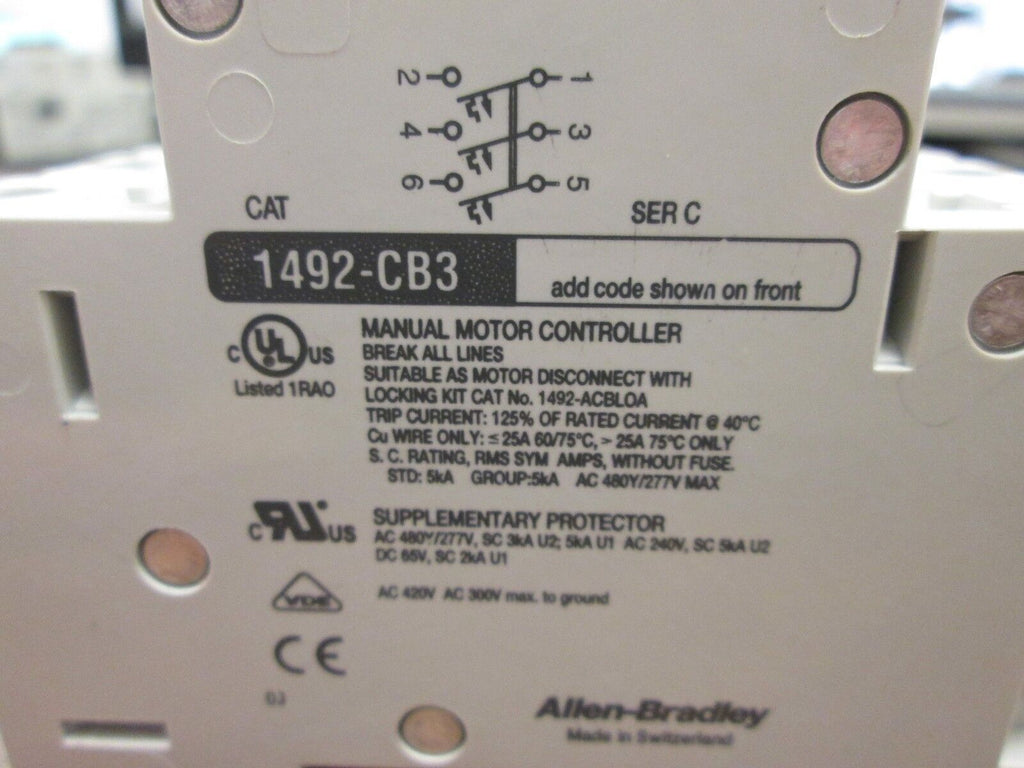 2 1
4 3
6 5
CAT SER C
1492-CB3 add code shown on front
C UL US
Listed 1RAO
MANUAL MOTOR CONTROLLER
BREAK ALL LINES
SUITABLE AS MOTOR DISCONNECT WITH
LOCKING KIT CAT No. 1492-ACBLOA
TRIP CURRENT: 125% OF RATED CURRENT @ 40°C
Cu WIRE ONLY: ≤ 25A 60/75°C, > 25A 75°C ONLY
S. C. RATING, RMS SYM AMPS, WITHOUT FUSE.
STD: 5kA GROUP:5kA AC 480Y/277V MAX
C RU US
SUPPLEMENTARY PROTECTOR
AC 480Y/277V, SC 3kA U2; 5kA U1 AC 240V, SC 5kA U2
DC 65V, SC 2kA U1
VDE
AC 420V AC 300V max. to ground
CE
Allen-Bradley
Made in Switzerland